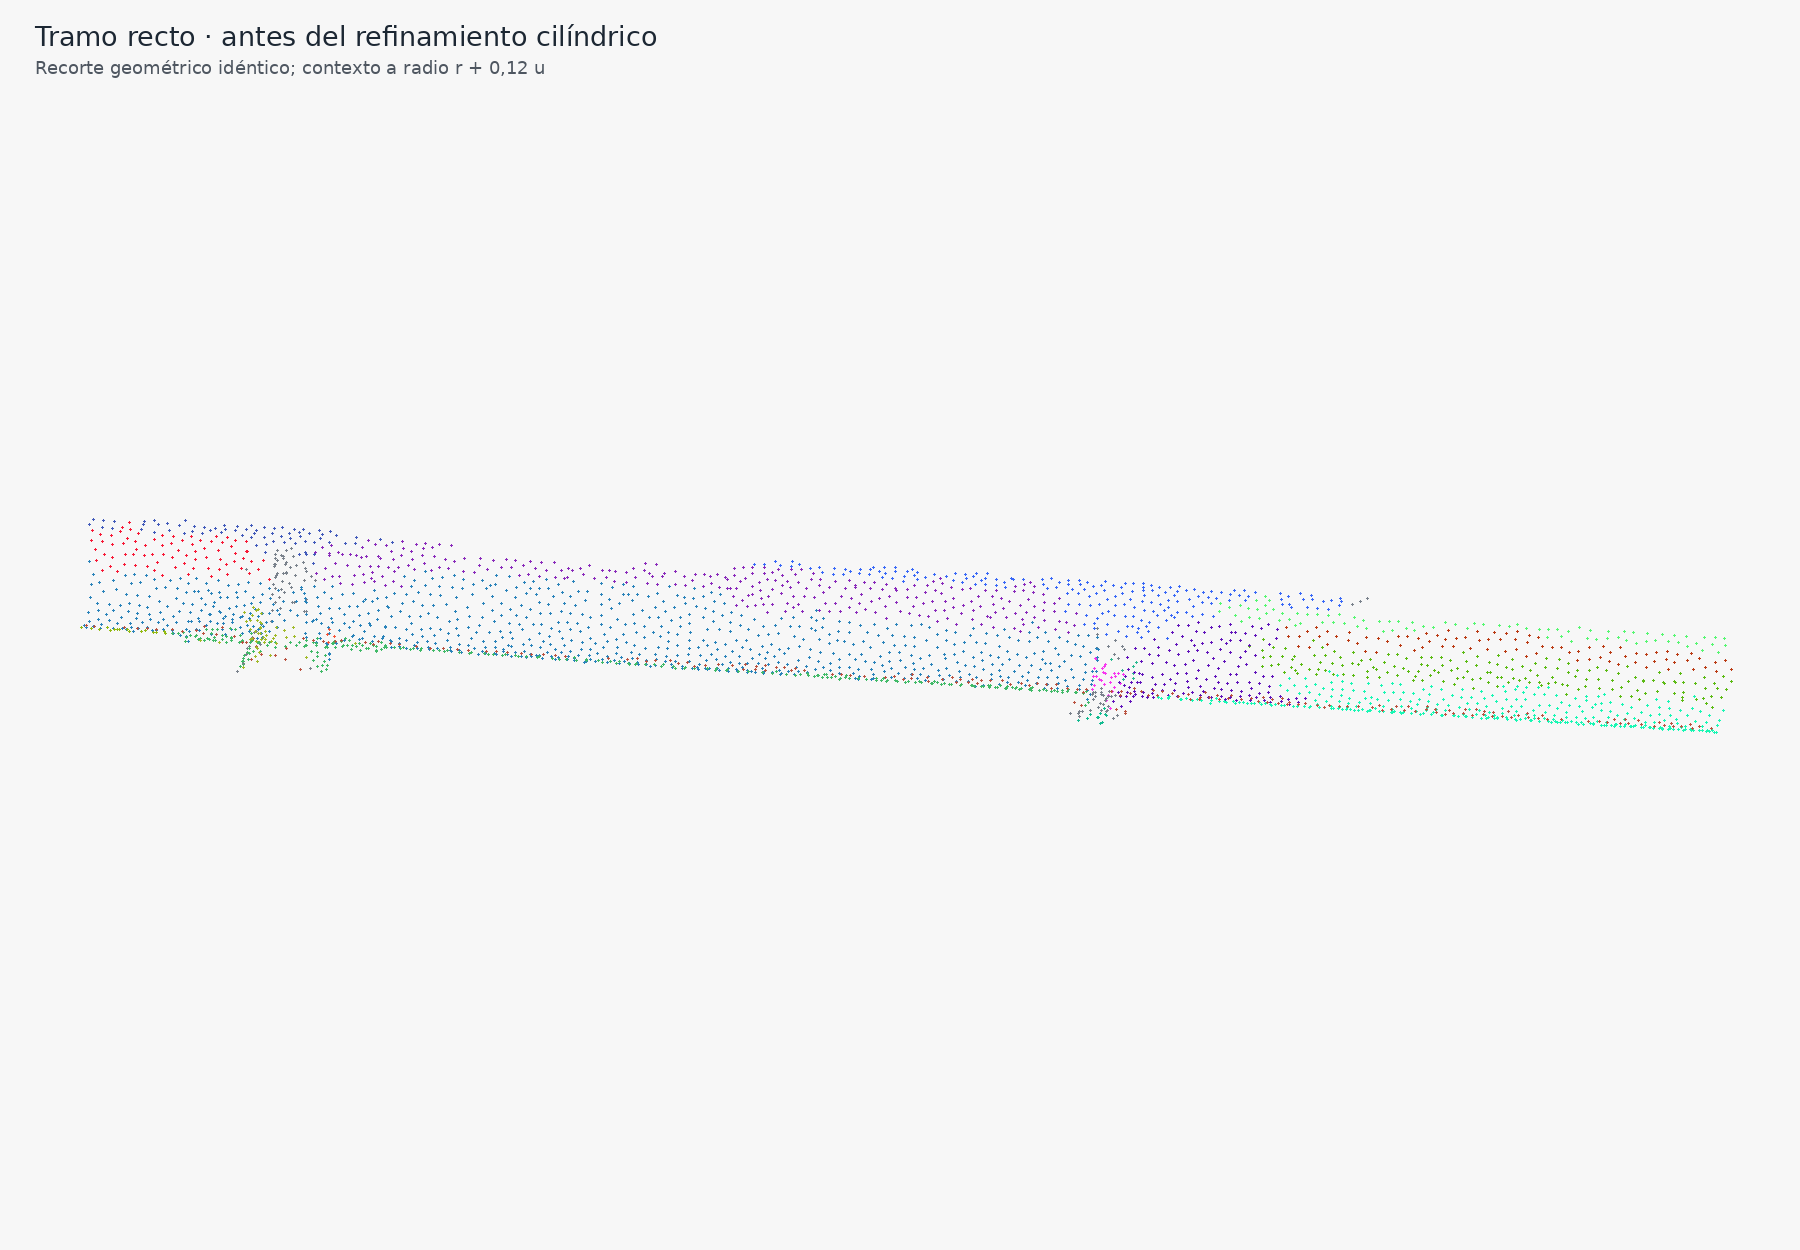 Tramo recto · antes del refinamiento cilíndrico
Recorte geométrico idéntico; contexto a radio r + 0,12 u